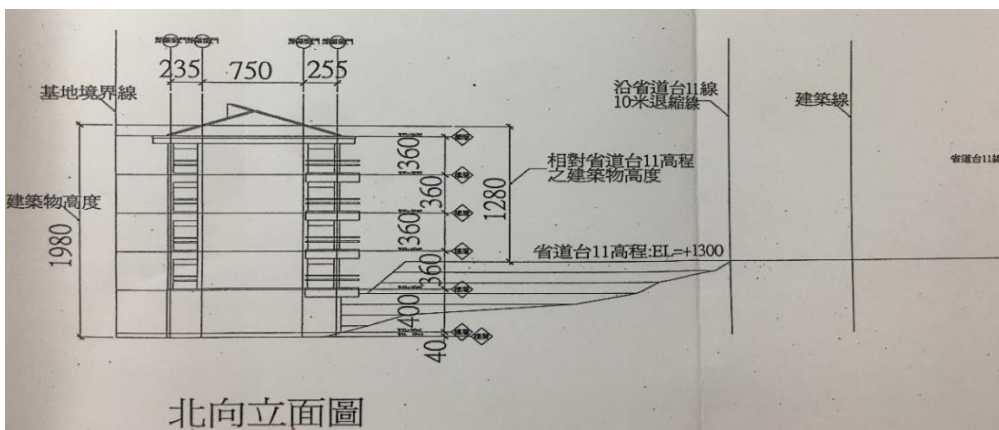 235 750 255
基地境界線
建築物高度
1980
360
360
360
360
400
40
1280
相對省道台11高程
之建築物高度
省道台11高程:EL=+1300
沿省道台11線
10米退縮線
建築線
省道台11線
北向立面圖